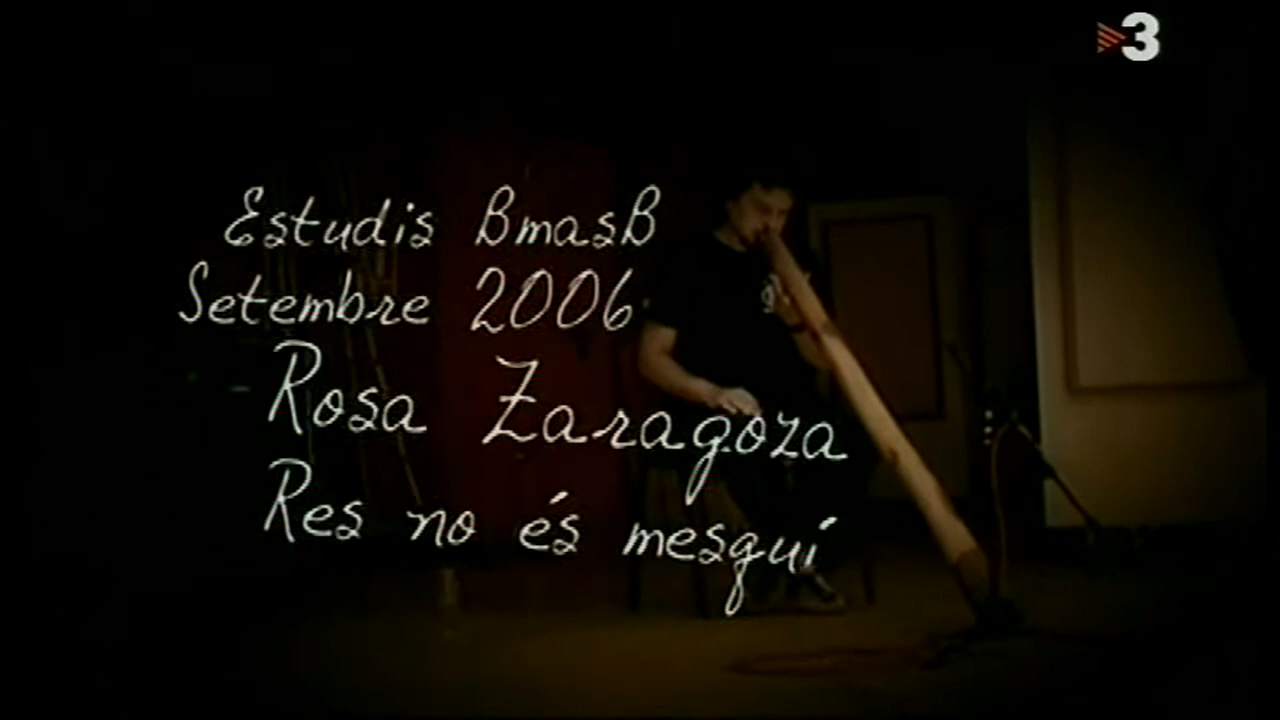 3
Estudis BmasB
Setembre 2006
Rosa Zaragoza
Res no és mesquí